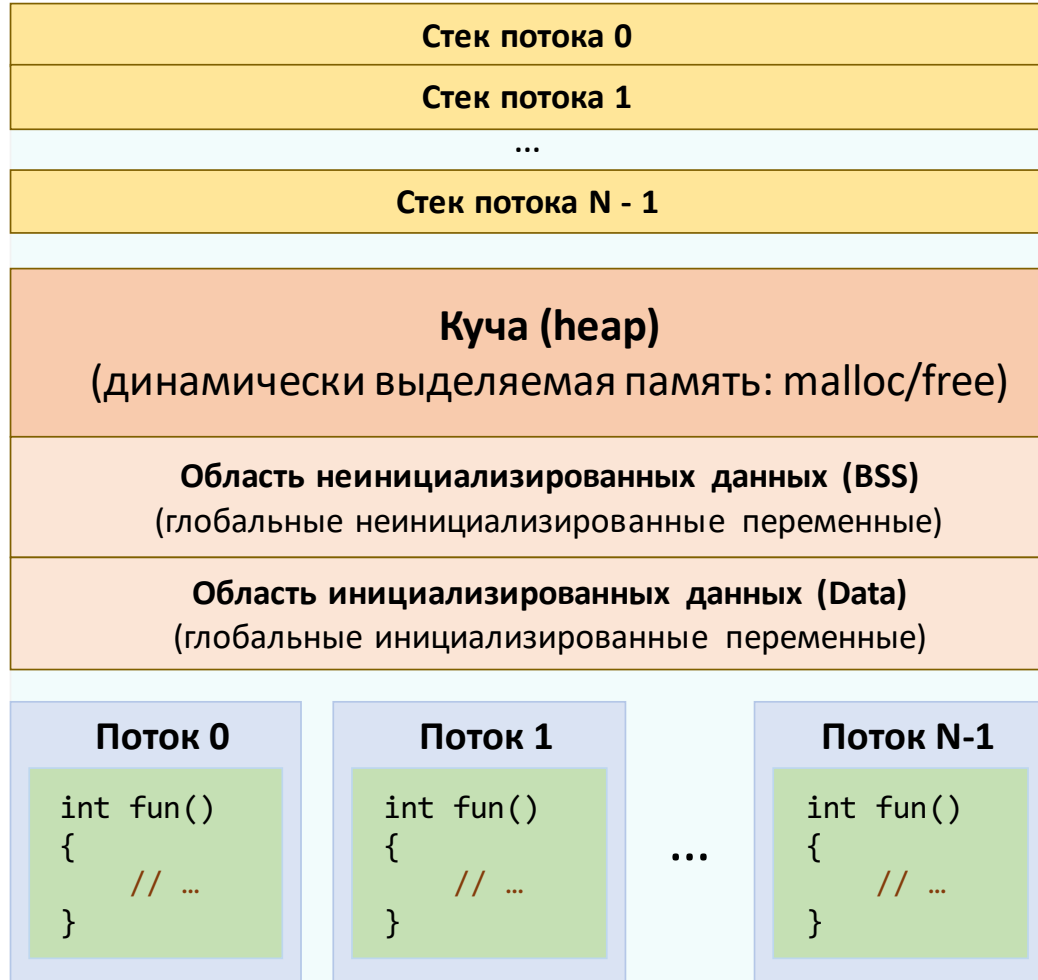 Стек потока 0
Стек потока 1
...
Стек потока N - 1
Куча (heap)
(динамически выделяемая память: malloc/free)
Область неинициализированных данных (BSS)
(глобальные неинициализированные переменные)
Область инициализированных данных (Data)
(глобальные инициализированные переменные)
Поток 0
int fun()
{
// …
}
Поток 1
int fun()
{
// …
}
...
Поток N-1
int fun()
{
// …
}